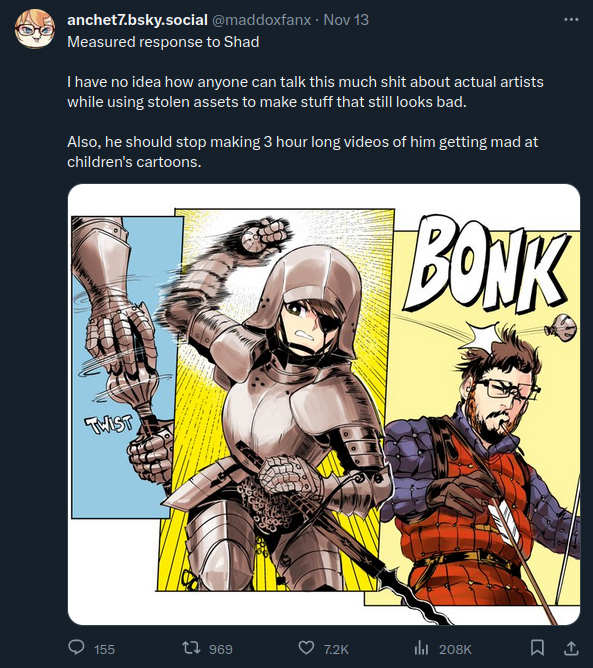 anchet7.bsky.social @maddoxfanx · Nov 13
Measured response to Shad
I have no idea how anyone can talk this much shit about actual artists
while using stolen assets to make stuff that still looks bad.
Also, he should stop making 3 hour long videos of him getting mad at
children's cartoons.
TWIST
BONK
155 969 7.2K 208K